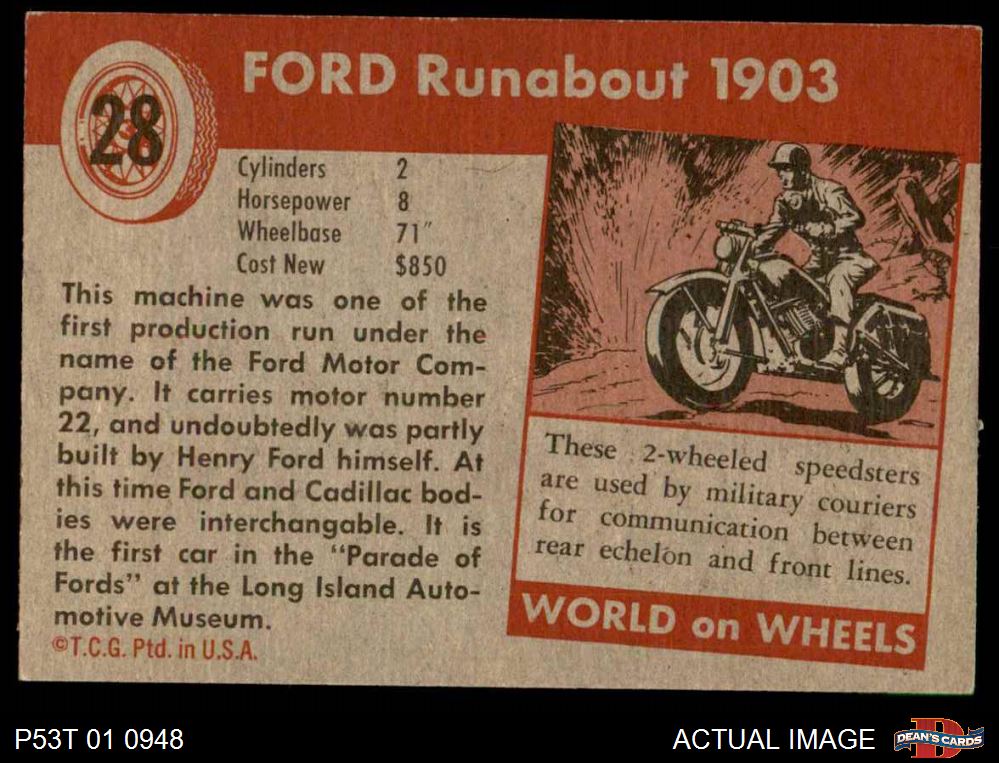 28
FORD Runabout 1903
Cylinders 2
Horsepower 8
Wheelbase 71"
Cost New $850
This machine was one of the
first production run under the
name of the Ford Motor Com-
pany. It carries motor number
22, and undoubtedly was partly
built by Henry Ford himself. At
this time Ford and Cadillac bod-
ies were interchangable. It is
the first car in the "Parade of
Fords" at the Long Island Auto-
motive Museum.
©T.C.G. Ptd. in U.S.A.
These 2-wheeled speedsters
are used by military couriers
for communication between
rear echelon and front lines.
WORLD on WHEELS
P53T 01 0948
ACTUAL IMAGE
D
DEAN'S CARDS